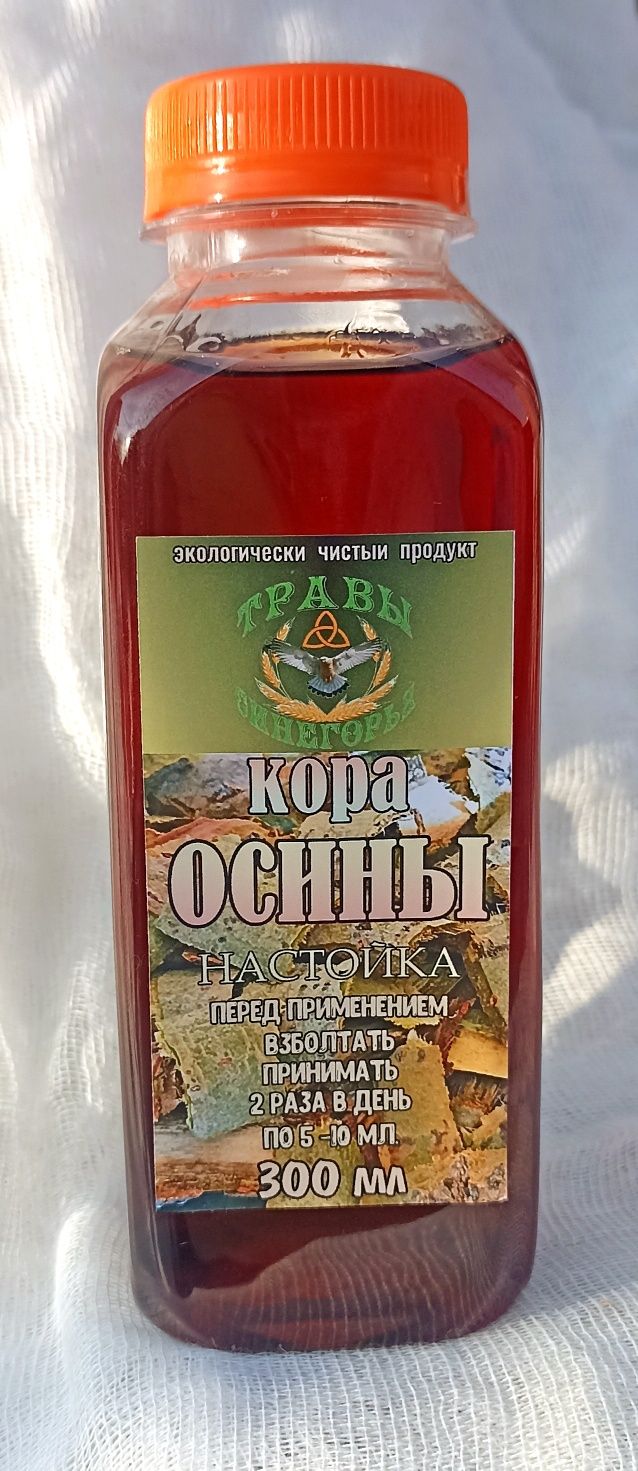 экологически чистый продукт
ТРАВЫ
СИНЕГОРЬЯ
кора
ОСИНЫ
НАСТОЙКА
ПЕРЕД ПРИМЕНЕНИЕМ
ВЗБОЛТАТЬ
ПРИНИМАТЬ
2 РАЗА В ДЕНЬ
ПО 5 -10 МЛ.
300 мл